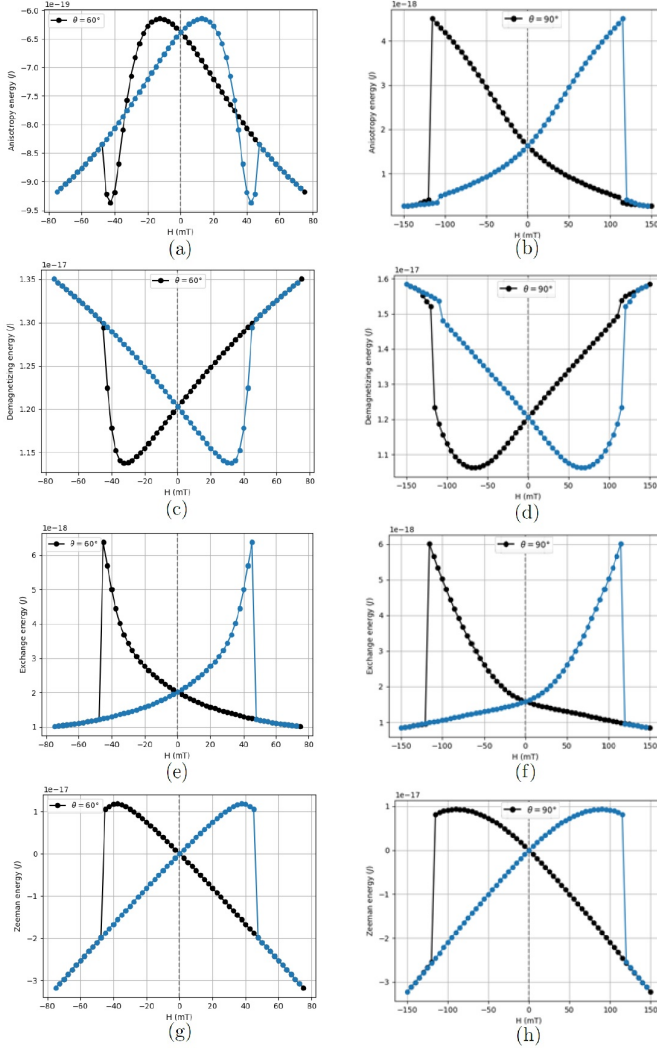 1e−19
θ = 60°
Anisotropy energy (J)
−6.0
−6.5
−7.0
−7.5
−8.0
−8.5
−9.0
−9.5
−80 −60 −40 −20 0 20 40 60 80
H (mT)
(a)
1e−18
θ = 90°
Anisotropy energy (J)
4
3
2
1
−150 −100 −50 0 50 100 150
H (mT)
(b)
1e−17
θ = 60°
Demagnetizing energy (J)
1.35
1.30
1.25
1.20
1.15
−80 −60 −40 −20 0 20 40 60 80
H (mT)
(c)
1e−17
θ = 90°
Demagnetizing energy (J)
1.6
1.5
1.4
1.3
1.2
1.1
−150 −100 −50 0 50 100 150
H (mT)
(d)
1e−18
θ = 60°
Exchange energy (J)
6
5
4
3
2
1
−80 −60 −40 −20 0 20 40 60 80
H (mT)
(e)
1e−18
θ = 90°
Exchange energy (J)
6
5
4
3
2
1
−150 −100 −50 0 50 100 150
H (mT)
(f)
1e−17
θ = 60°
Zeeman energy (J)
1
0
−1
−2
−3
−80 −60 −40 −20 0 20 40 60 80
H (mT)
(g)
1e−17
θ = 90°
Zeeman energy (J)
1
0
−1
−2
−3
−150 −100 −50 0 50 100 150
H (mT)
(h)